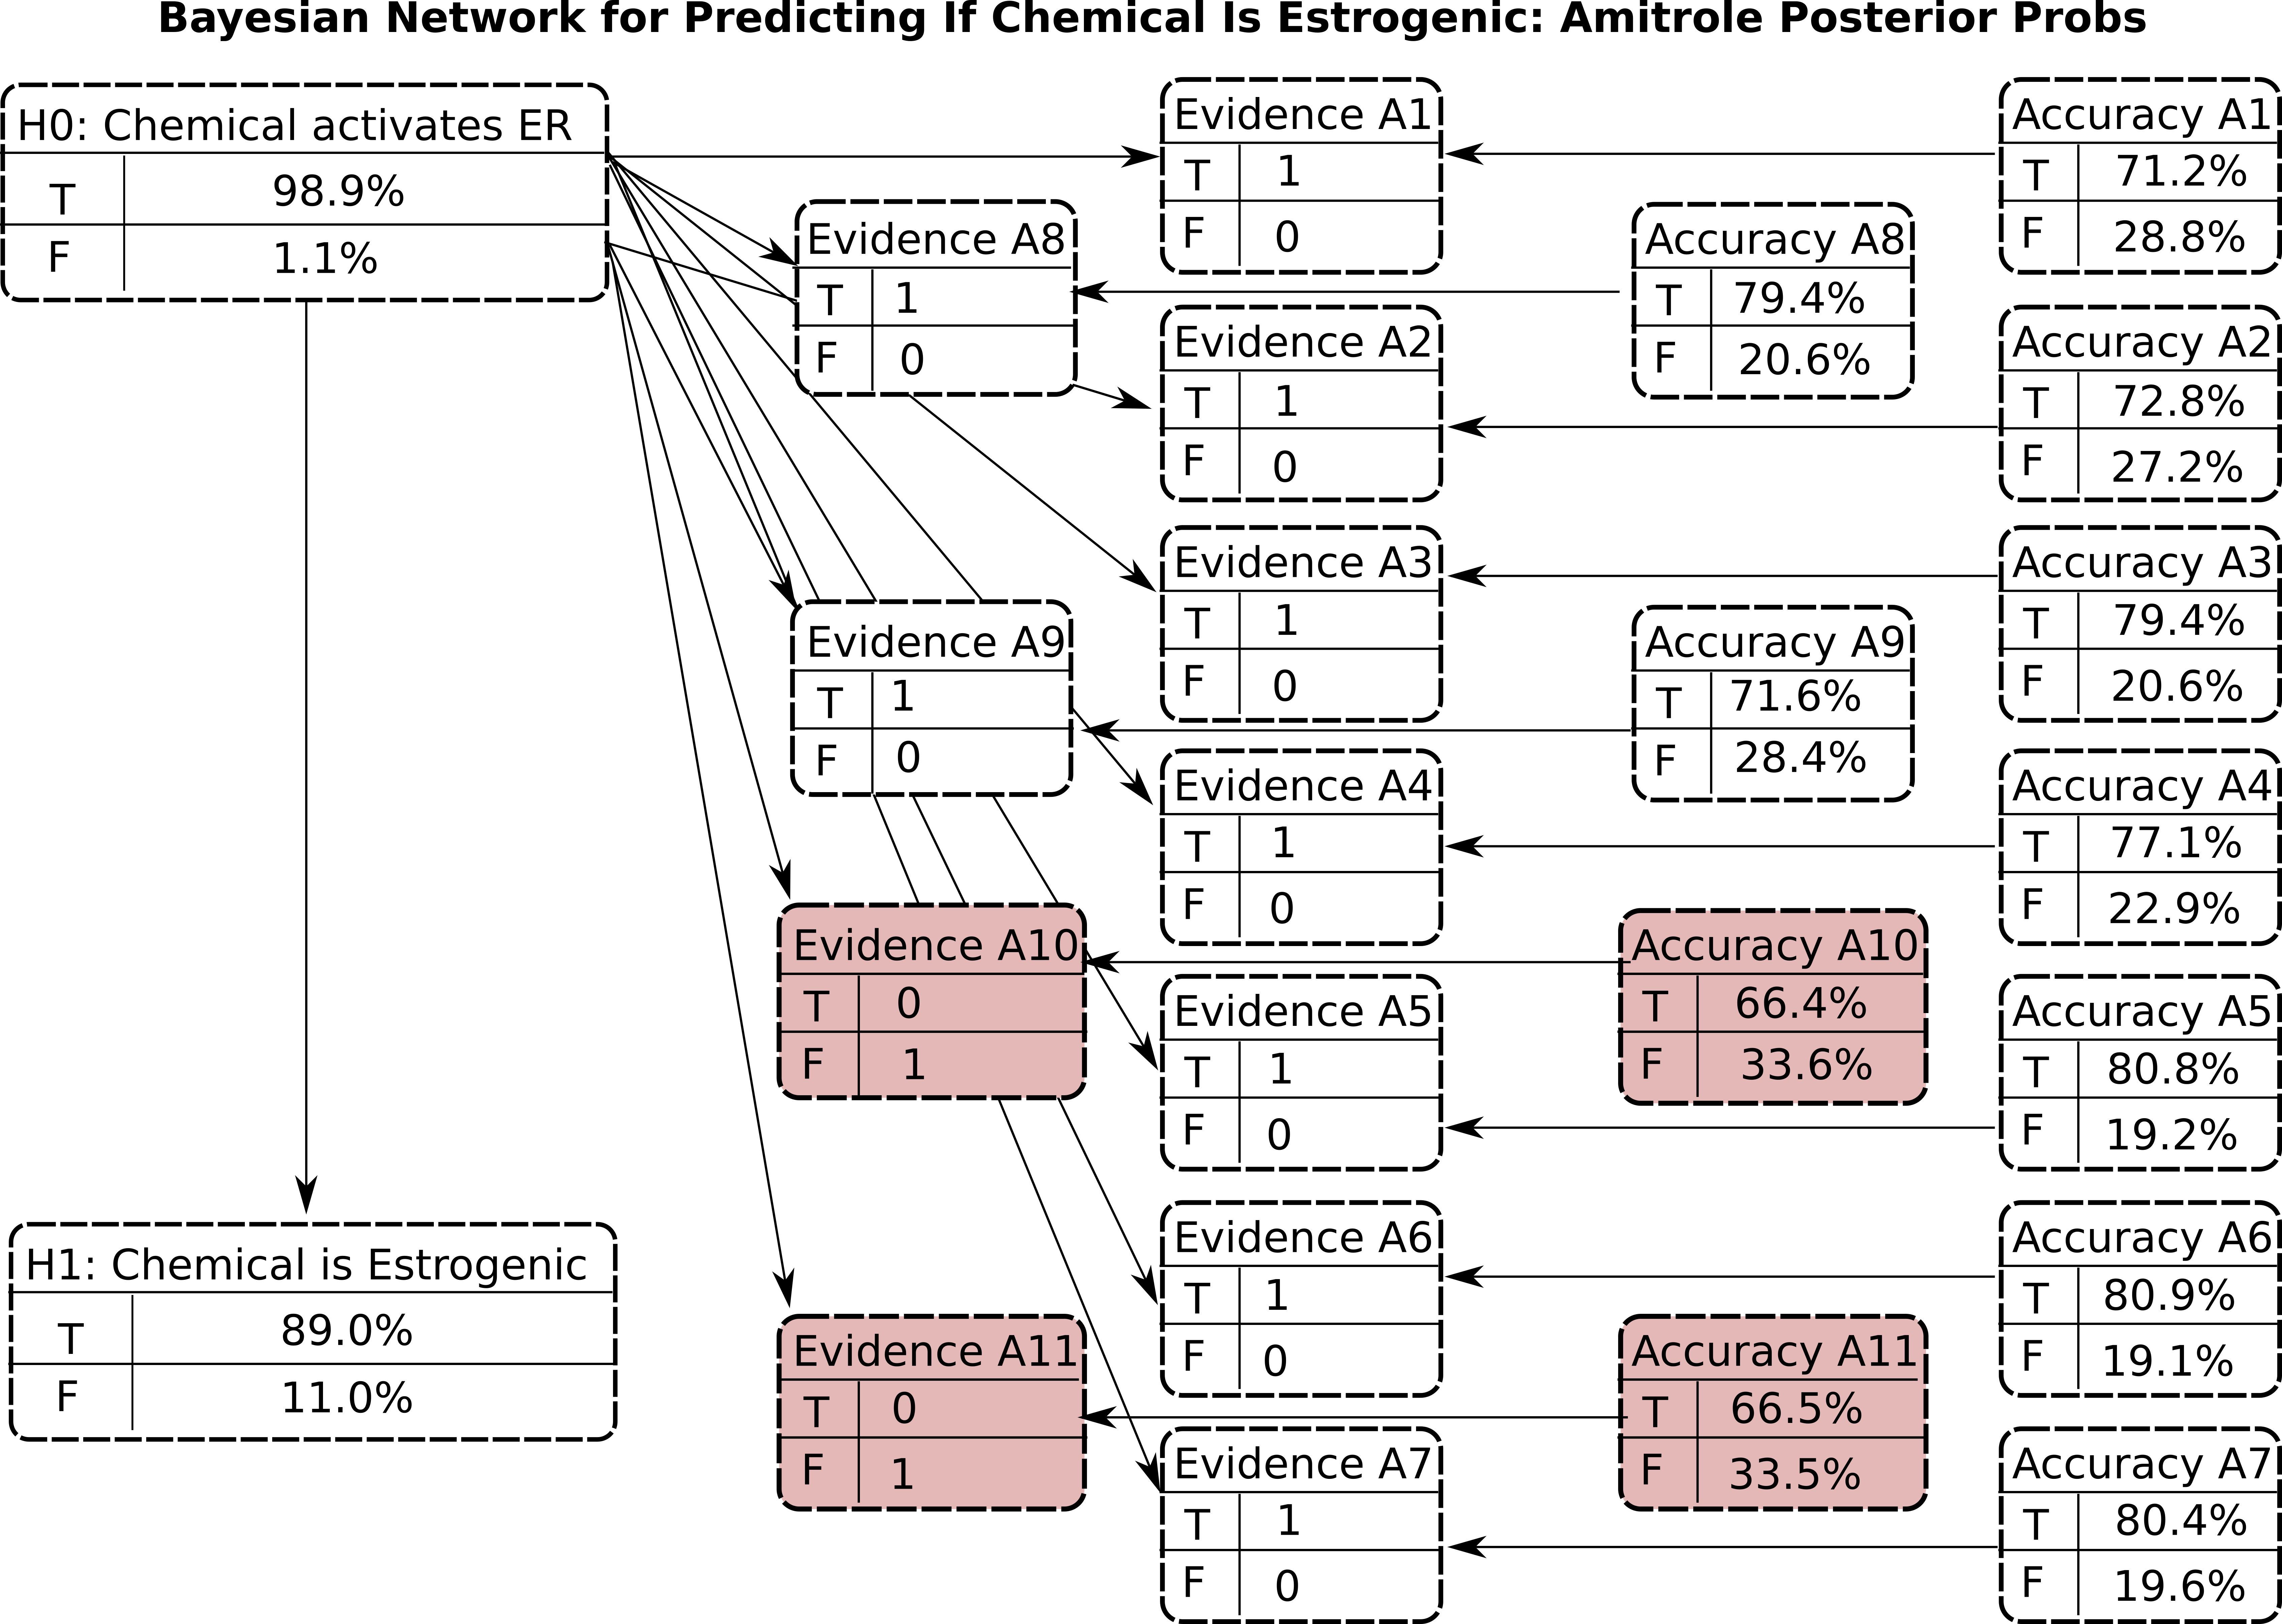 Bayesian Network for Predicting If Chemical Is Estrogenic: Amitrole Posterior Probs
H0: Chemical activates ER
T 98.9%
F 1.1%
H1: Chemical is Estrogenic
T 89.0%
F 11.0%
Evidence A8
T 1
F 0
Evidence A9
T 1
F 0
Evidence A10
T 0
F 1
Evidence A11
T 0
F 1
Evidence A1
T 1
F 0
Evidence A2
T 1
F 0
Evidence A3
T 1
F 0
Evidence A4
T 1
F 0
Evidence A5
T 1
F 0
Evidence A6
T 1
F 0
Evidence A7
T 1
F 0
Accuracy A8
T 79.4%
F 20.6%
Accuracy A9
T 71.6%
F 28.4%
Accuracy A10
T 66.4%
F 33.6%
Accuracy A11
T 66.5%
F 33.5%
Accuracy A1
T 71.2%
F 28.8%
Accuracy A2
T 72.8%
F 27.2%
Accuracy A3
T 79.4%
F 20.6%
Accuracy A4
T 77.1%
F 22.9%
Accuracy A5
T 80.8%
F 19.2%
Accuracy A6
T 80.9%
F 19.1%
Accuracy A7
T 80.4%
F 19.6%